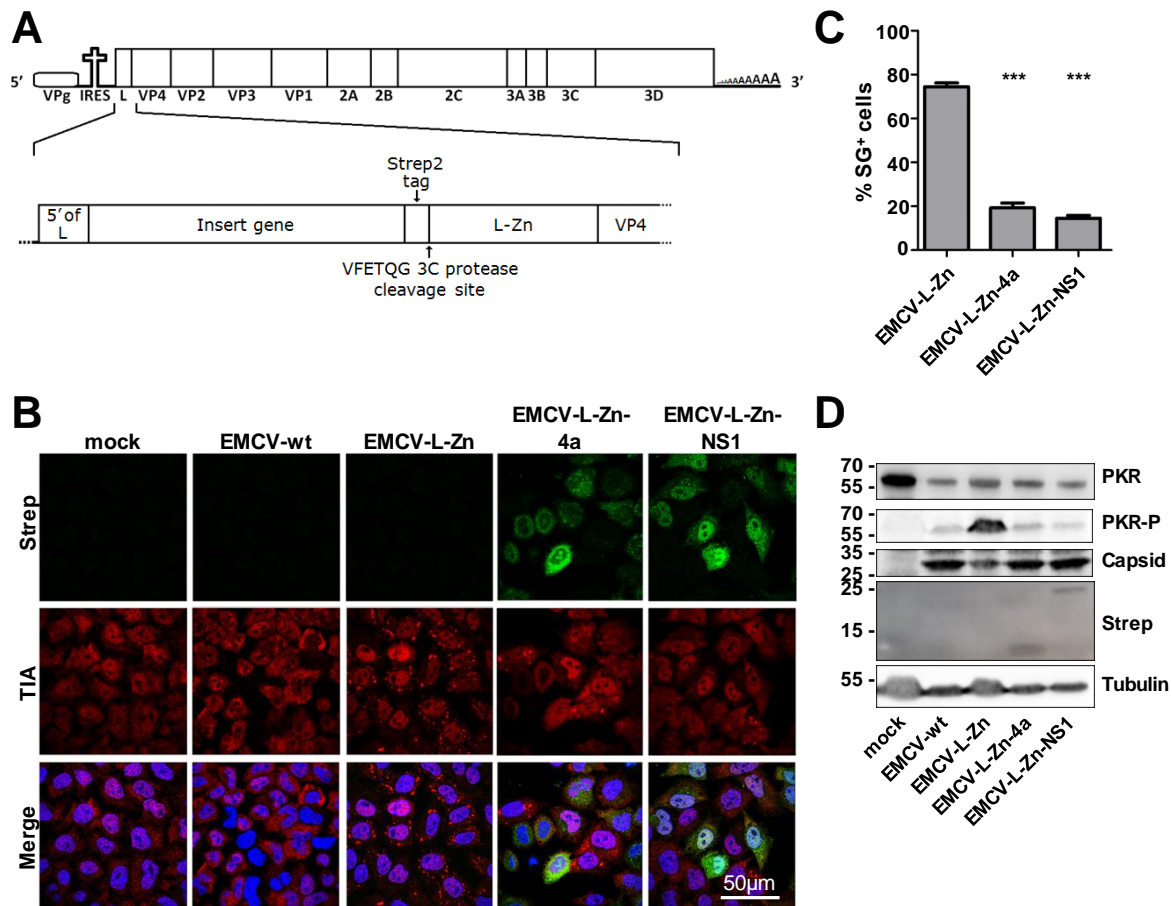 A
5′ VPg IRES L VP4 VP2 VP3 VP1 2A 2B 2C 3A 3B 3C 3D AAAAAAAAAA 3′
Strep2
tag
5′ of
L
Insert gene
L-Zn
VP4
VFETQG 3C protease
cleavage site
B
mock
EMCV-wt
EMCV-L-Zn
EMCV-L-Zn-
4a
EMCV-L-Zn-
NS1
Strep
TIA
Merge
50µm
C
% SG+ cells
100
80
60
40
20
0
***
***
EMCV-L-Zn
EMCV-L-Zn-4a
EMCV-L-Zn-NS1
D
70 -
55 -
PKR
70 -
55 -
PKR-P
35 -
25 -
Capsid
25 -
15 -
Strep
55 -
Tubulin
mock
EMCV-wt
EMCV-L-Zn
EMCV-L-Zn-4a
EMCV-L-Zn-NS1